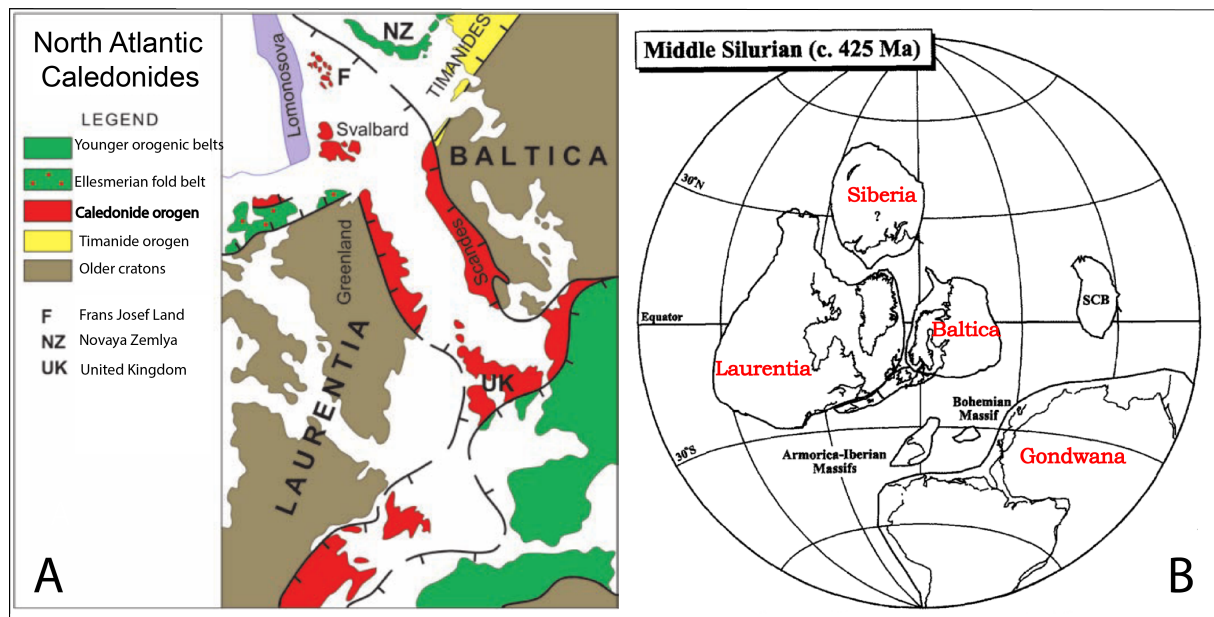 North Atlantic
Caledonides
LEGEND
Younger orogenic belts
Ellesmerian fold belt
Caledonide orogen
Timanide orogen
Older cratons
F Frans Josef Land
NZ Novaya Zemlya
UK United Kingdom
A
Lomonosova
F
NZ
TIMANIDES
Svalbard
BALTICA
Scandes
Greenland
LAURENTIA
UK
Middle Silurian (c. 425 Ma)
30°N
Siberia
?
SCB
Equator
Baltica
Laurentia
Bohemian
Massif
Armorica-Iberian
Massifs
30°S
Gondwana
B